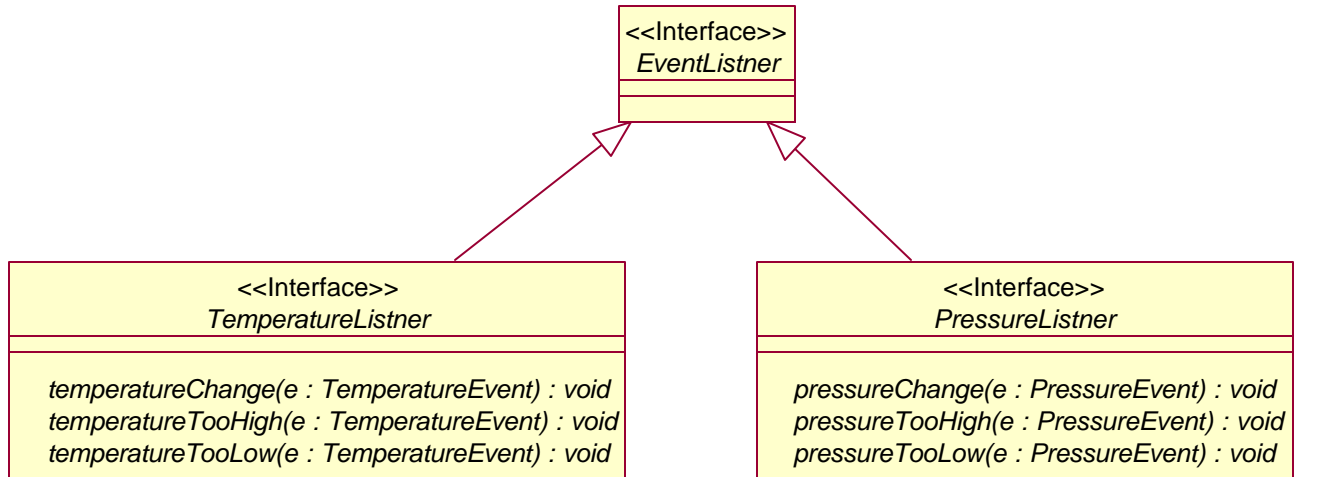 <<Interface>>
EventListner
<<Interface>>
TemperatureListner
temperatureChange(e : TemperatureEvent) : void
temperatureTooHigh(e : TemperatureEvent) : void
temperatureTooLow(e : TemperatureEvent) : void
<<Interface>>
PressureListner
pressureChange(e : PressureEvent) : void
pressureTooHigh(e : PressureEvent) : void
pressureTooLow(e : PressureEvent) : void